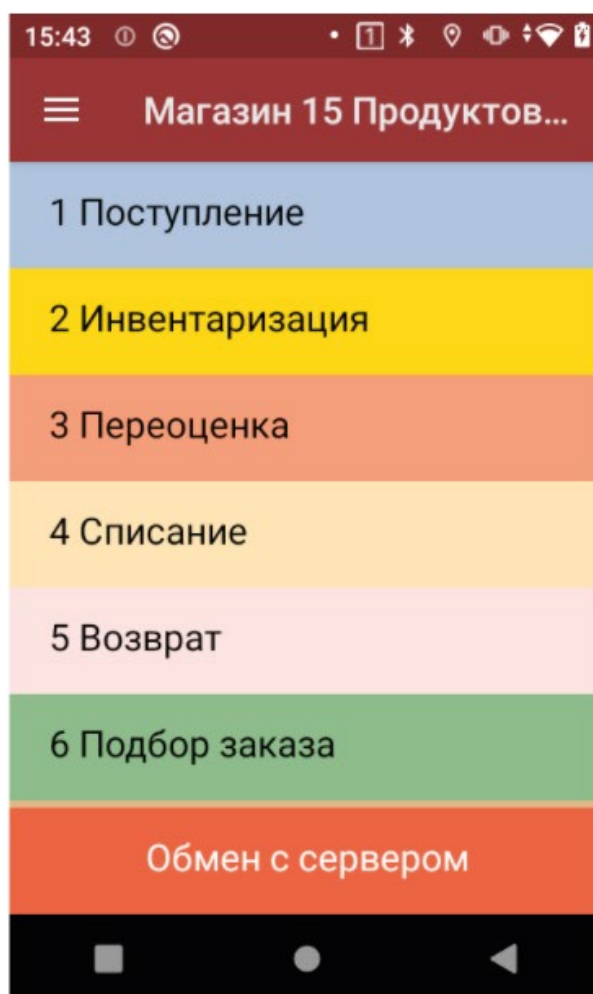 15:43
1
Магазин 15 Продуктов...
1 Поступление
2 Инвентаризация
3 Переоценка
4 Списание
5 Возврат
6 Подбор заказа
Обмен с сервером